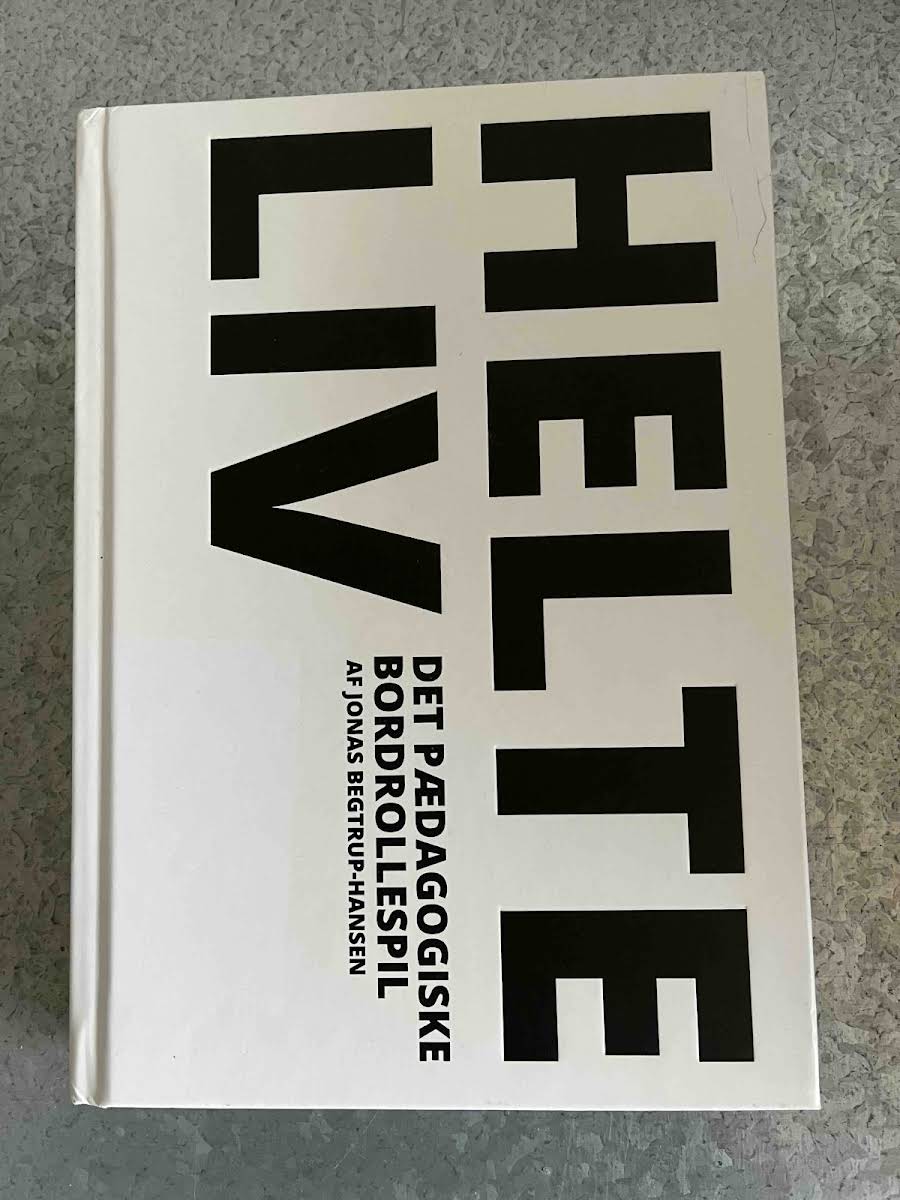 HELTE
LIV
DET PÆDAGOGISKE
BORDROLLESPIL
AF JONAS BEGTRUP-HANSEN